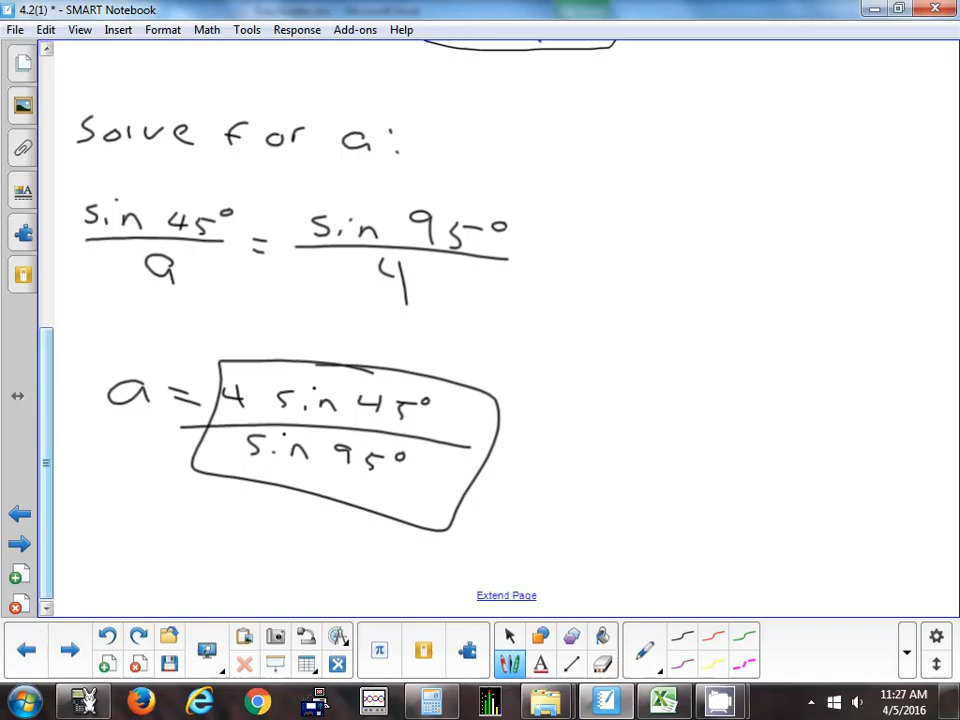 4.2(1) * - SMART Notebook
File Edit View Insert Format Math Tools Response Add-ons Help
Solve for a:
sin 45° / a = sin 95° / 4
a = 4 sin 45° / sin 95°
Extend Page
π
A
11:27 AM
4/5/2016